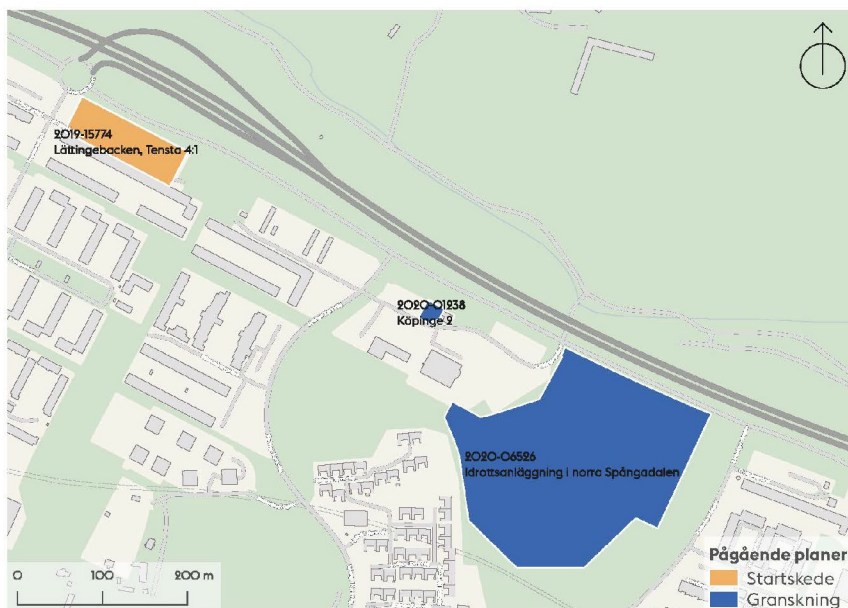 2019-15774
Lättingebacken, Tensta 4:1
2020-01238
Köpinge 2
2020-06526
Idrottsanläggning i norra Spångadalen
Pågående planer
Startskede
Granskning
0 100 200 m